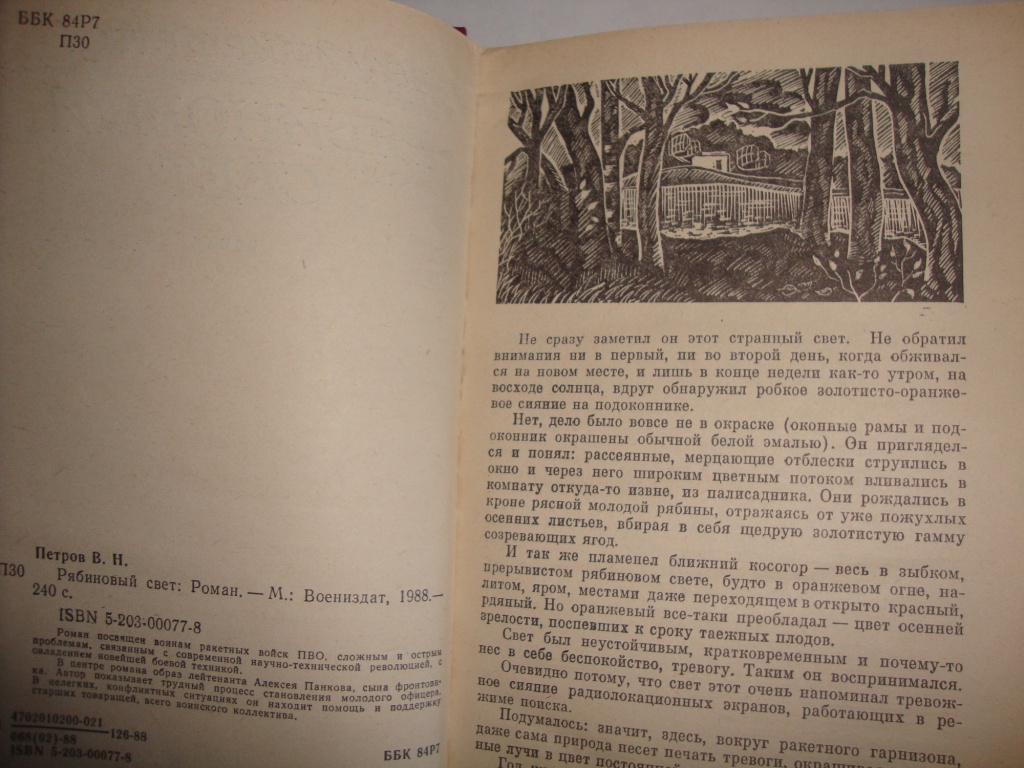 ББК 84Р7
П30
Петров В. Н.
П30
Рябиновый свет: Роман. — М.: Воениздат, 1988.—
240 с.
ISBN 5-203-00077-8
Роман посвящен воинам ракетных войск ПВО, сложным и острым
проблемам, связанным с современной научно-технической революцией, с
овладением новейшей боевой техникой.
В центре романа образ лейтенанта Алексея Панкова, сына фронтови-
ка. Автор показывает трудный процесс становления молодого офицера.
В нелегких, конфликтных ситуациях он находит помощь и поддержку
старших товарищей, всего воинского коллектива.
4702010200-021
126-88
068(02)-88
ISBN 5-203-00077-8
ББК 84Р7
Не сразу заметил он этот странный свет. Не обратил
внимания ни в первый, ни во второй день, когда обживал-
ся на новом месте, и лишь в конце недели как-то утром, на
восходе солнца, вдруг обнаружил робкое золотисто-оранже-
вое сияние на подоконнике.
Нет, дело было вовсе не в окраске (оконные рамы и под-
оконник окрашены обычной белой эмалью). Он пригляделся-
ся и понял: рассеянные, мерцающие отблески струились в
окно и через него широким цветным потоком вливались в
комнату откуда-то извне, из палисадника. Они рождались в
кроне рясной молодой рябины, отражаясь от уже пожухлых
осенних листьев, вбирая в себя щедрую золотистую гамму
созревающих ягод.
И так же пламенел ближний косогор — весь в зыбком,
прерывистом рябиновом свете, будто в оранжевом огне, на-
литом, яром, местами даже переходящем в открыто красный,
рдяный. Но оранжевый все-таки преобладал — цвет осенней
зрелости, поспевших к сроку таежных плодов.
Свет был неустойчивым, кратковременным и почему-то
нес в себе беспокойство, тревогу. Таким он воспринимался.
Очевидно потому, что свет этот очень напоминал тревож-
ное сияние радиолокационных экранов, работающих в ре-
жиме поиска.
Подумалось: значит, здесь, вокруг ракетного гарнизона,
даже сама природа несет печать тревоги, окрашивая
ные лучи в цвет постоянной